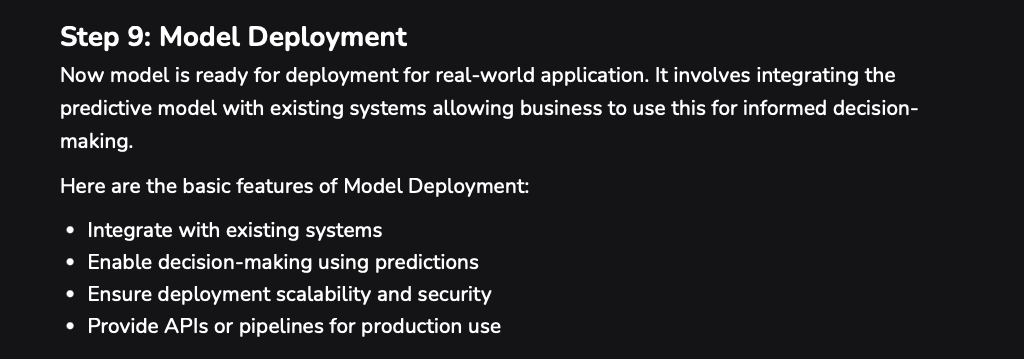 Step 9: Model Deployment
Now model is ready for deployment for real-world application. It involves integrating the
predictive model with existing systems allowing business to use this for informed decision-
making.
Here are the basic features of Model Deployment:
• Integrate with existing systems
• Enable decision-making using predictions
• Ensure deployment scalability and security
• Provide APIs or pipelines for production use